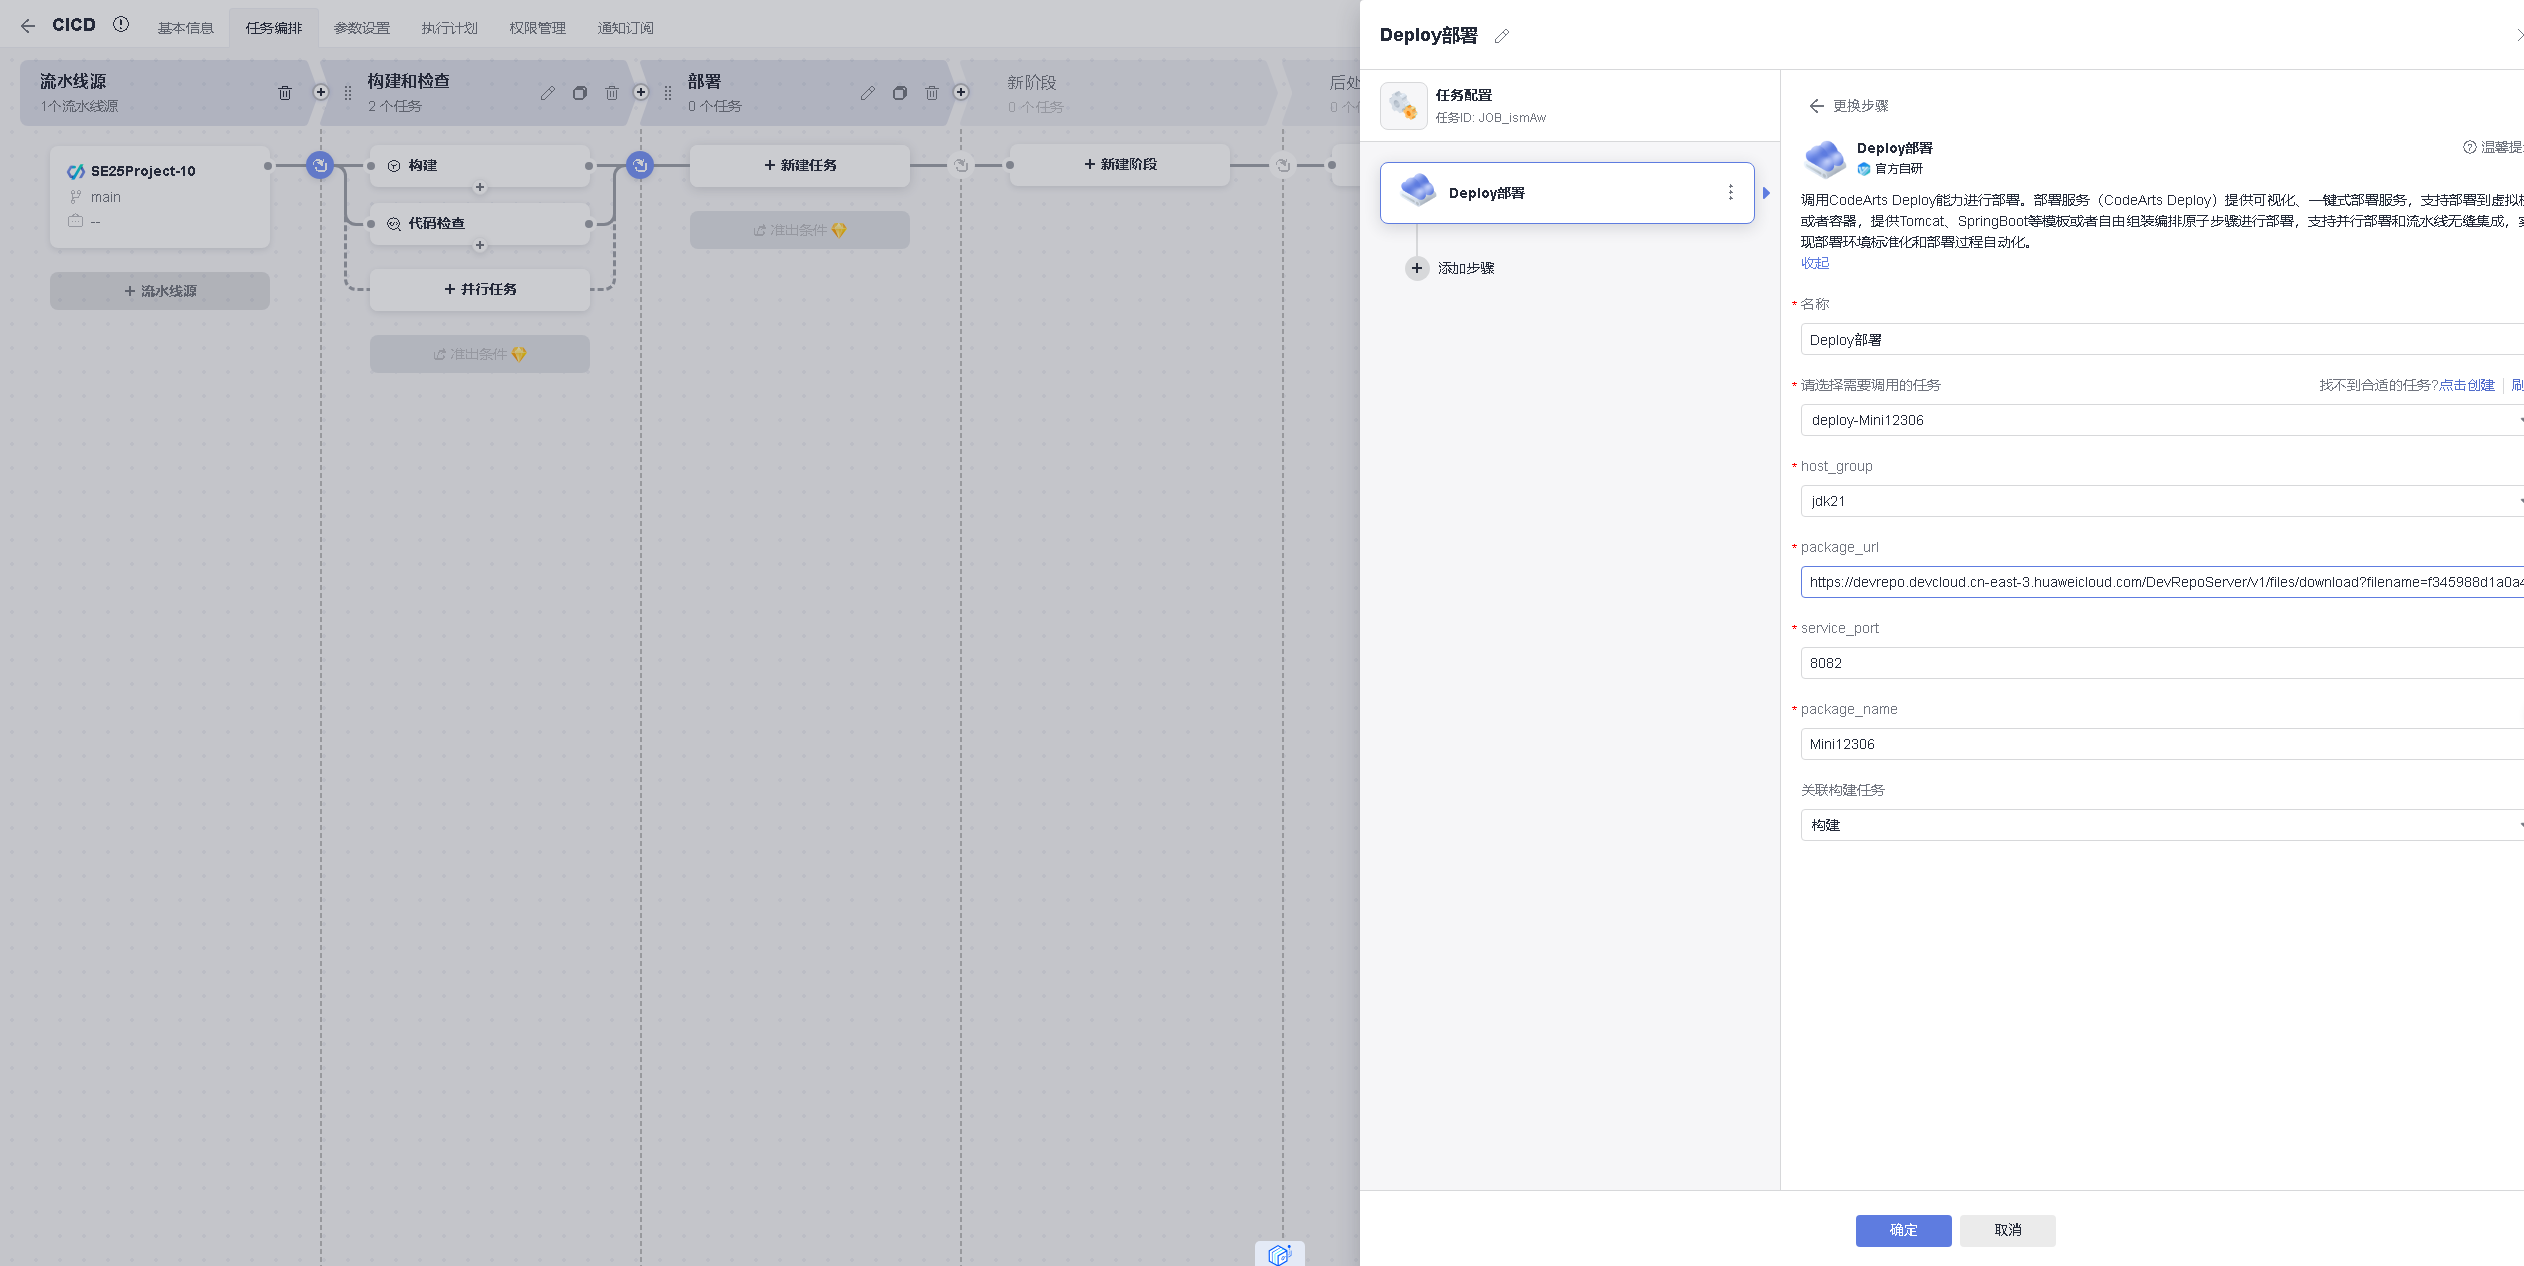 CICD
基本信息
任务编排
参数设置
执行计划
权限管理
通知订阅
流水线源
1个流水线源
构建和检查
2 个任务
部署
0 个任务
新阶段
0 个任务
后处
0 个
SE25Project-10
main
--
+ 流水线源
构建
代码检查
+ 并行任务
准出条件
+ 新建任务
准出条件
+ 新建阶段
Deploy部署
任务配置
任务ID: JOB_ismAw
Deploy部署
添加步骤
更换步骤
Deploy部署
官方自研
温馨提
调用CodeArts Deploy能力进行部署。部署服务（CodeArts Deploy）提供可视化、一键式部署服务，支持部署到虚拟
或者容器，提供Tomcat、SpringBoot等模板或者自由组装编排原子步骤进行部署，支持并行部署和流水线无缝集成，
现部署环境标准化和部署过程自动化。
收起
* 名称
Deploy部署
* 请选择需要调用的任务
找不到合适的任务?点击创建
刷
deploy-Mini12306
* host_group
jdk21
* package_url
https://devrepo.devcloud.cn-east-3.huaweicloud.com/DevRepoServer/v1/files/download?filename=f345988d1a0a4
* service_port
8082
* package_name
Mini12306
关联构建任务
构建
确定
取消